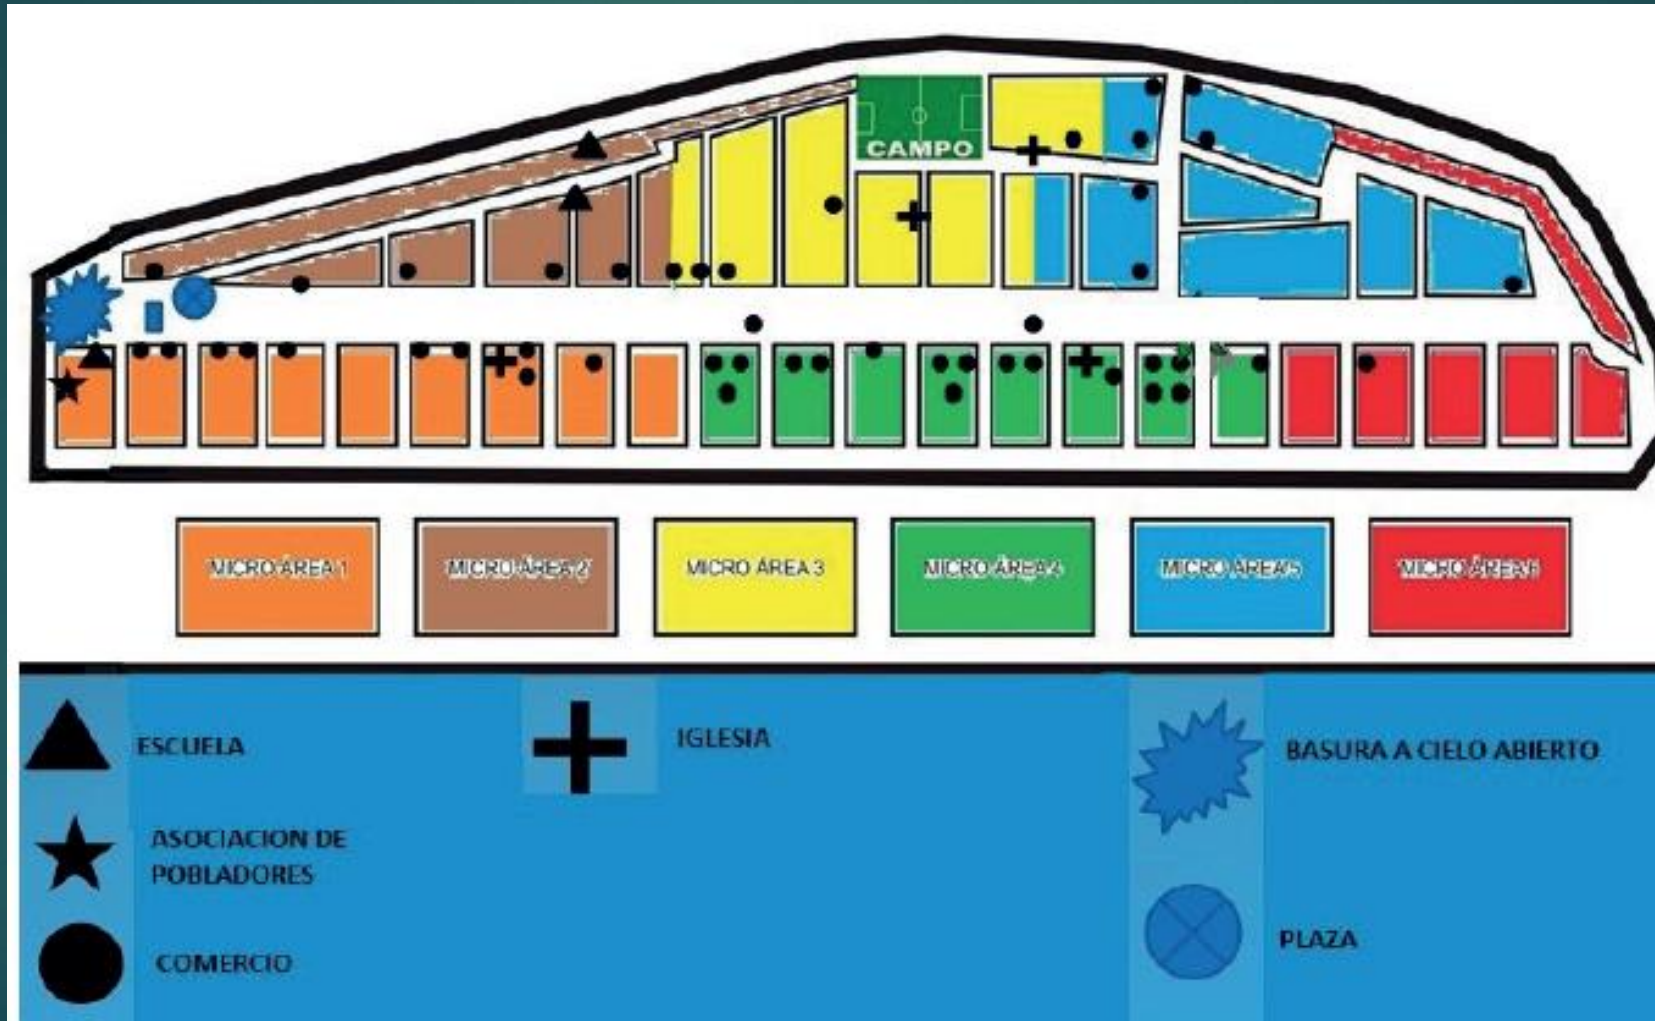 CAMPO
MICRO ÁREA 1
MICRO ÁREA 2
MICRO ÁREA 3
MICRO ÁREA 4
MICRO ÁREA 5
MICRO ÁREA 6
ESCUELA
IGLESIA
BASURA A CIELO ABIERTO
ASOCIACION DE
POBLADORES
PLAZA
COMERCIO